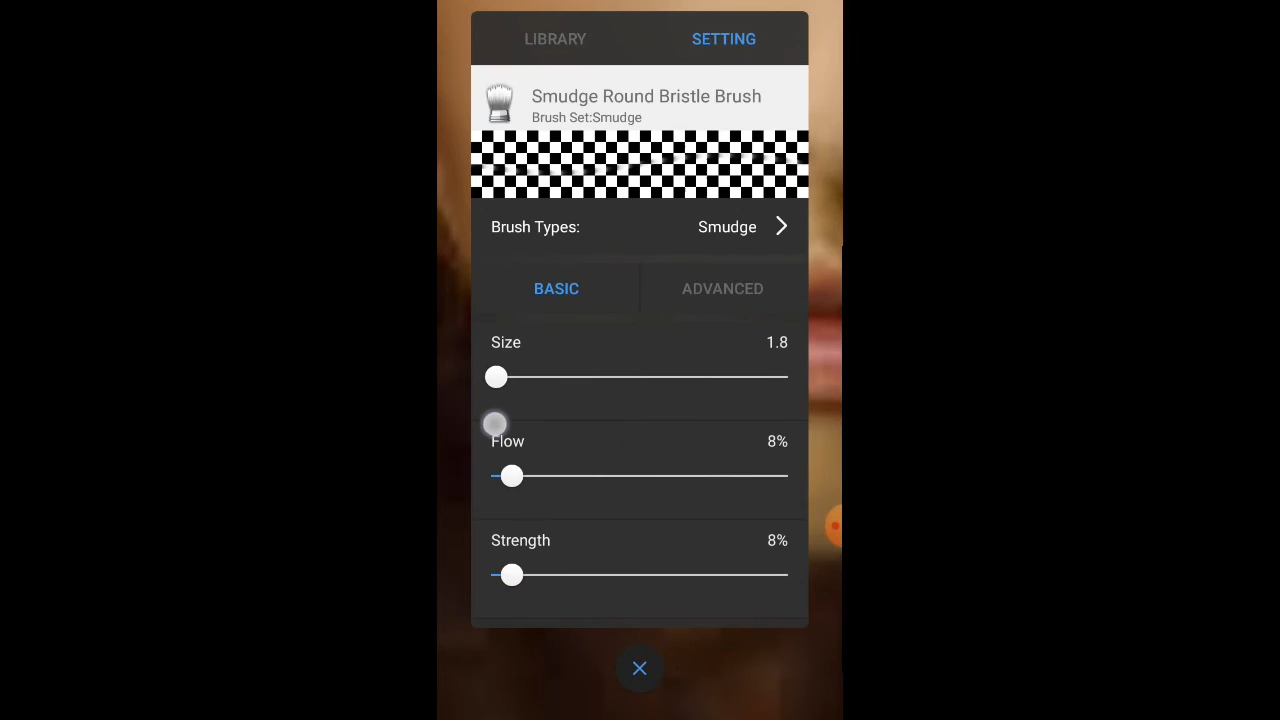 LIBRARY SETTING
Smudge Round Bristle Brush
Brush Set:Smudge
Brush Types: Smudge
BASIC ADVANCED
Size 1.8
Flow 8%
Strength 8%